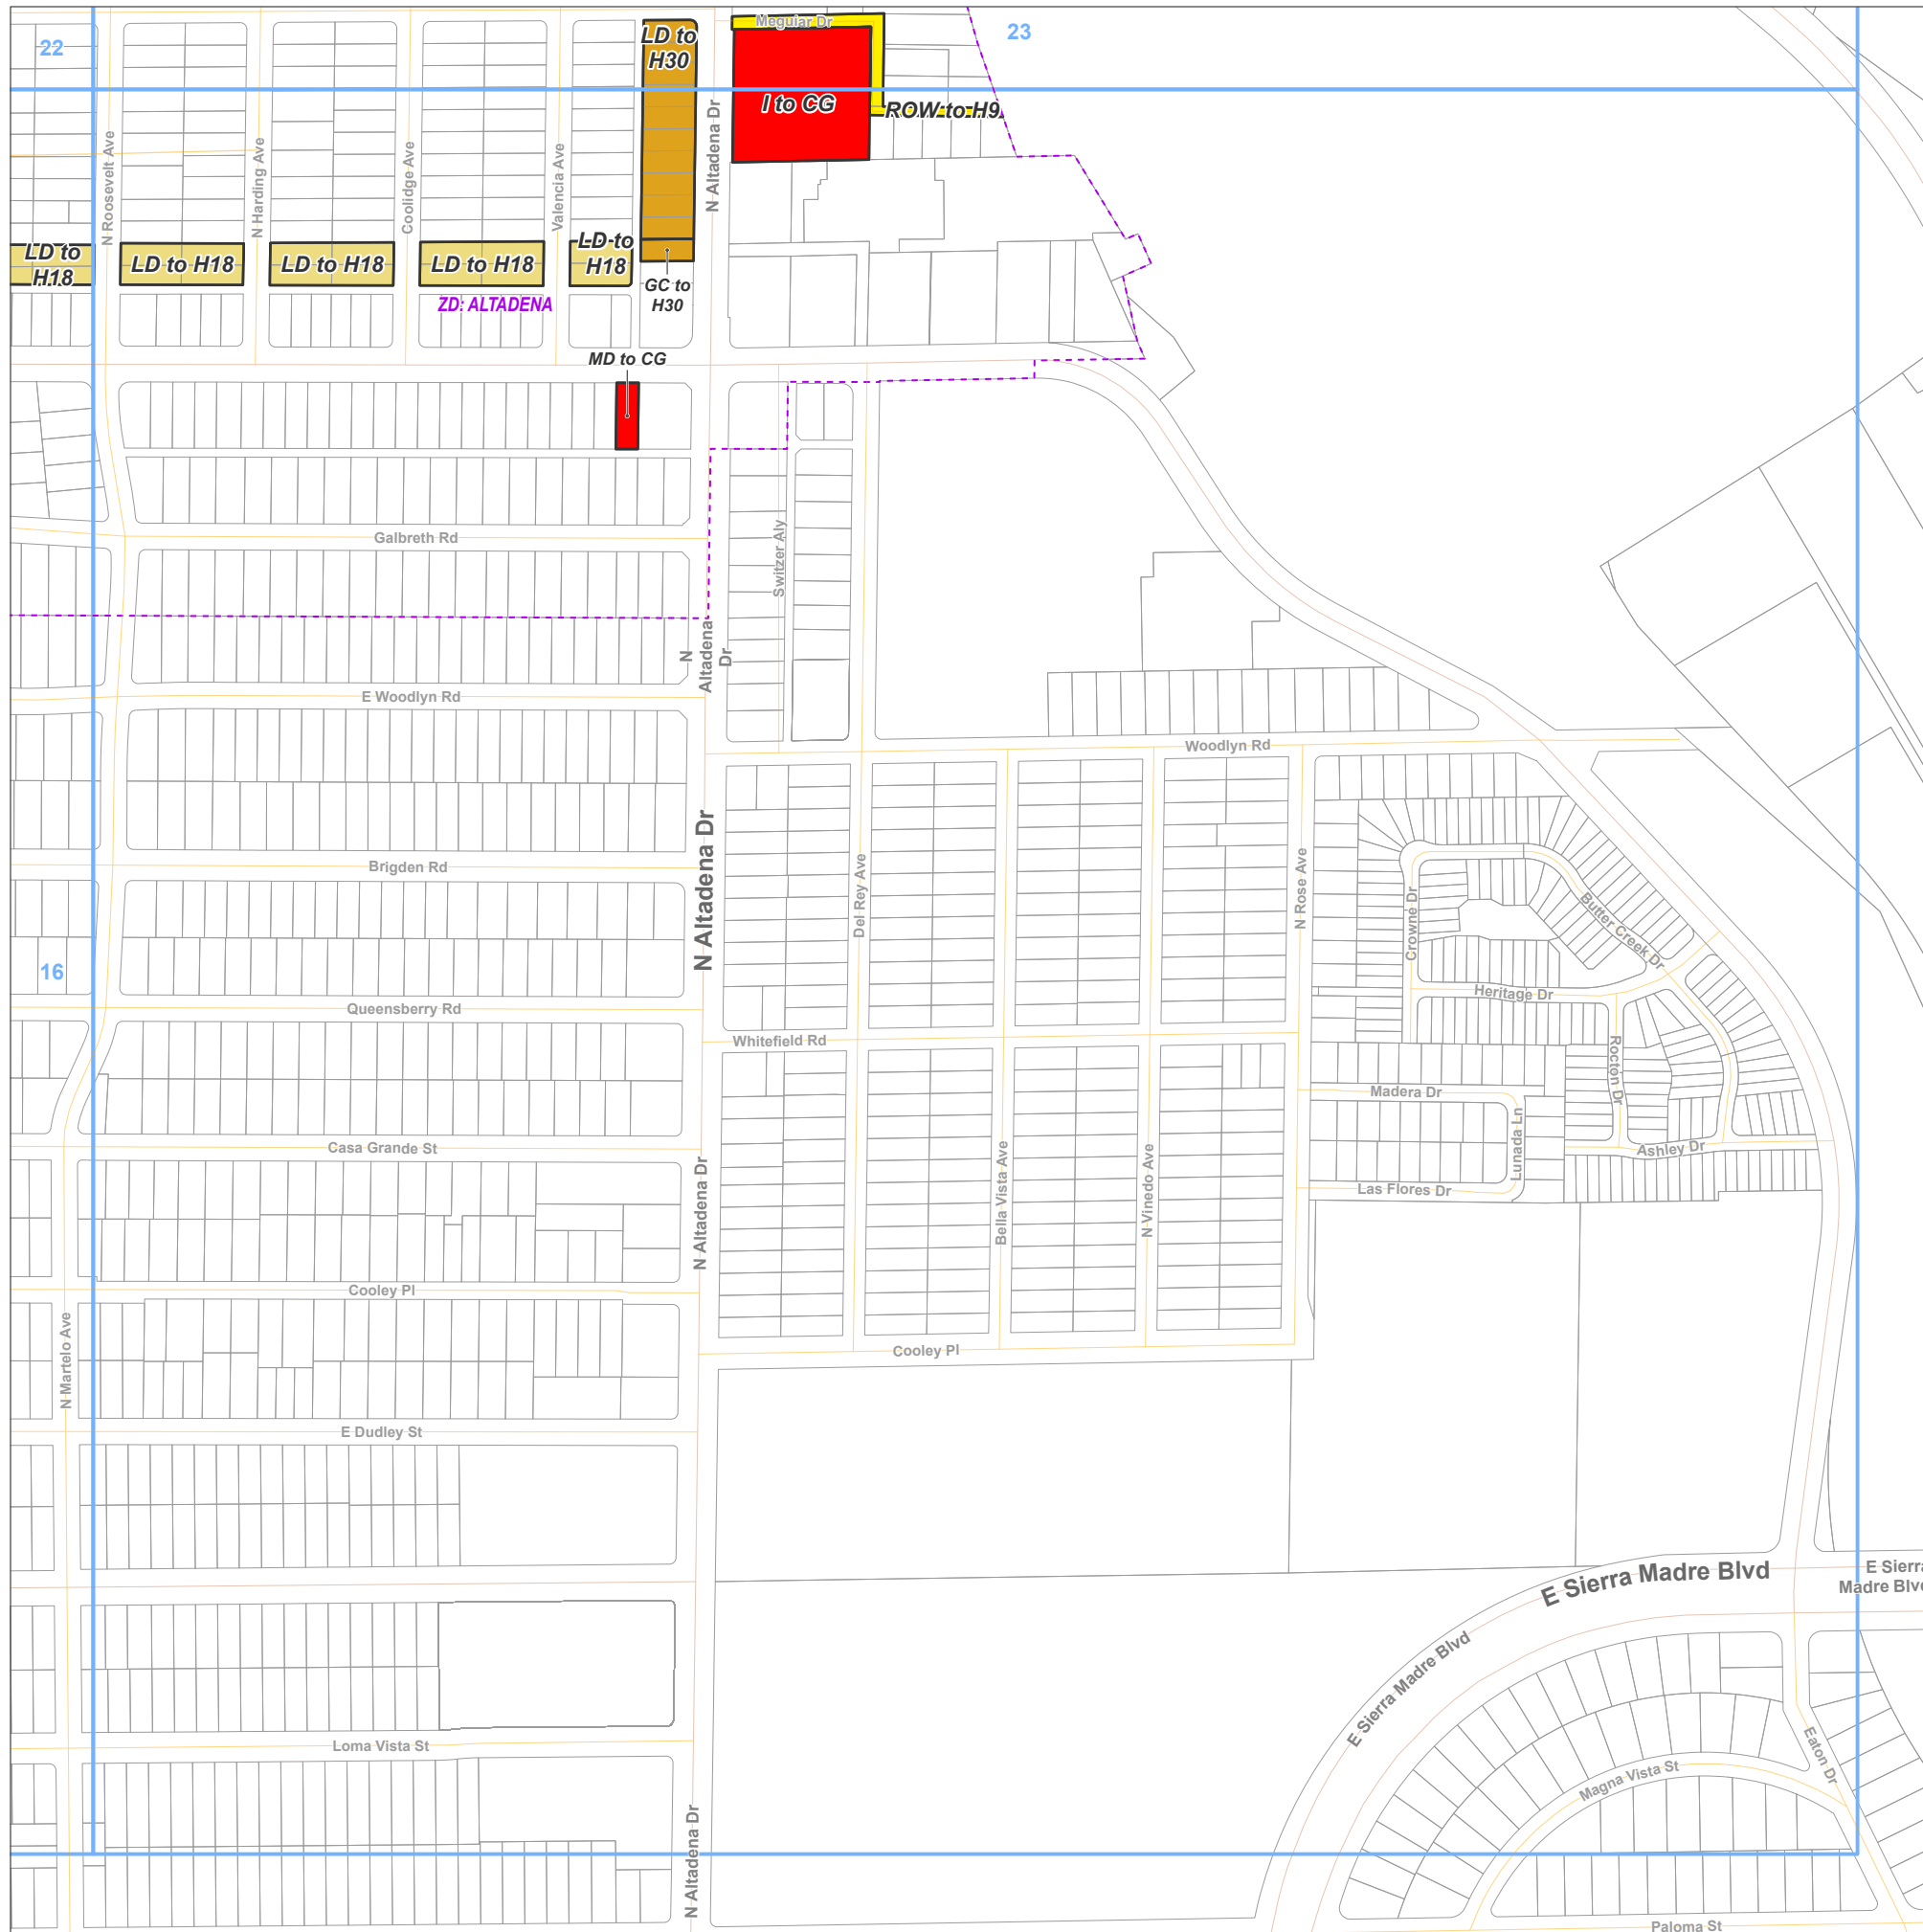 22
23
Meguiar Dr
LD to
H30
I to CG
ROW to H9
N Roosevelt Ave
N Harding Ave
Coolidge Ave
Valencia Ave
N Altadena Dr
LD to
H18
LD to H18
LD to H18
LD to H18
LD to
H18
GC to
H30
ZD: ALTADENA
MD to CG
Galbreth Rd
Switzer Aly
N
Altadena
Dr
E Woodlyn Rd
Woodlyn Rd
Brigden Rd
N Altadena Dr
Del Rey Ave
N Rose Ave
Crowne Dr
Butter Creek Dr
16
Heritage Dr
Queensberry Rd
Whitefield Rd
Rocton Dr
Madera Dr
Lunada Ln
Ashley Dr
Casa Grande St
N Altadena Dr
Bella Vista Ave
N Vinedo Ave
Las Flores Dr
Cooley Pl
N Martelo Ave
Cooley Pl
E Dudley St
E Sierra Madre Blvd
E Sierra
Madre Blvd
E Sierra Madre Blvd
Loma Vista St
Magna Vista St
Eaton Dr
N Altadena Dr
Paloma St